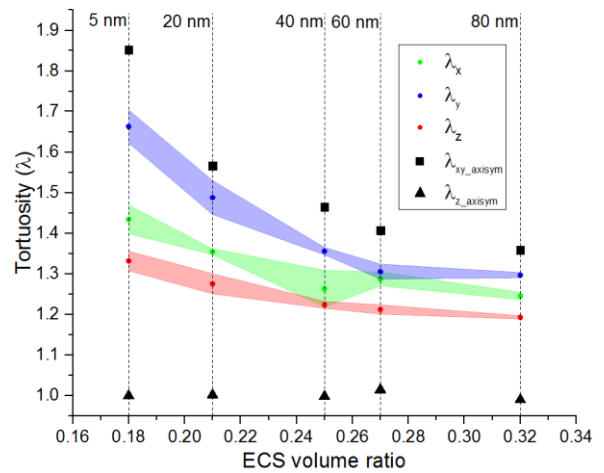 5 nm 20 nm 40 nm 60 nm 80 nm
1.9
1.8
1.7
1.6
1.5
1.4
1.3
1.2
1.1
1.0
Tortuosity (λ)
λx
λy
λz
λxy_axisym
λz_axisym
0.16 0.18 0.20 0.22 0.24 0.26 0.28 0.30 0.32 0.34
ECS volume ratio